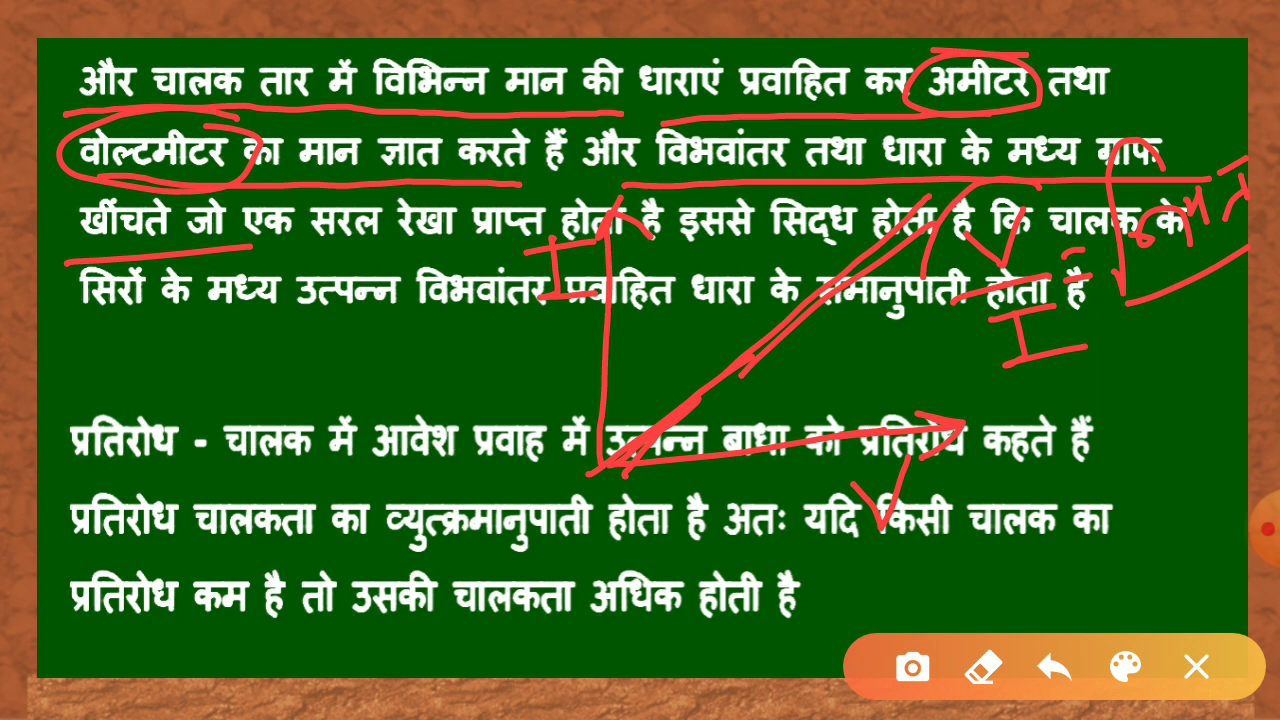 और चालक तार में विभिन्न मान की धाराएं प्रवाहित कर अमीटर तथा
वोल्टमीटर का मान ज्ञात करते हैं और विभवांतर तथा धारा के मध्य ग्राफ
खींचते जो एक सरल रेखा प्राप्त होता है इससे सिद्ध होता है कि चालक के
सिरों के मध्य उत्पन्न विभवांतर प्रवाहित धारा के समानुपाती होता है
I
V
V
I
प्रतिरोध - चालक में आवेश प्रवाह में उत्पन्न बाधा को प्रतिरोध कहते हैं
प्रतिरोध चालकता का व्युत्क्रमानुपाती होता है अतः यदि किसी चालक का
प्रतिरोध कम है तो उसकी चालकता अधिक होती है